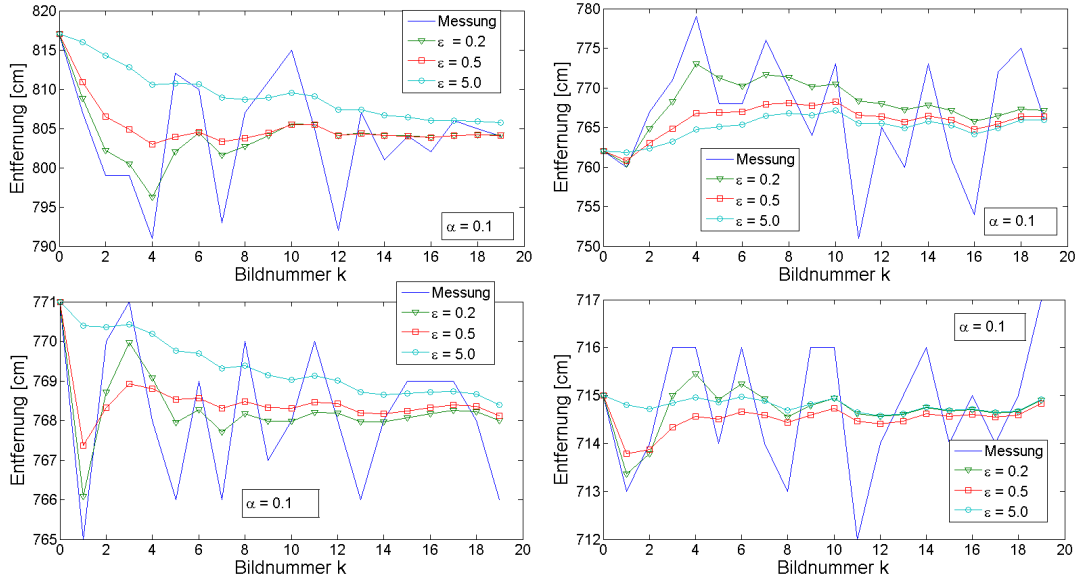 820
815
810
805
800
795
790
Entfernung [cm]
0 2 4 6 8 10 12 14 16 18 20
Bildnummer k
Messung
ε = 0.2
ε = 0.5
ε = 5.0
α = 0.1
780
775
770
765
760
755
750
Entfernung [cm]
0 2 4 6 8 10 12 14 16 18 20
Bildnummer k
Messung
ε = 0.2
ε = 0.5
ε = 5.0
α = 0.1
771
770
769
768
767
766
765
Entfernung [cm]
0 2 4 6 8 10 12 14 16 18 20
Bildnummer k
Messung
ε = 0.2
ε = 0.5
ε = 5.0
α = 0.1
717
716
715
714
713
712
Entfernung [cm]
0 2 4 6 8 10 12 14 16 18 20
Bildnummer k
α = 0.1
Messung
ε = 0.2
ε = 0.5
ε = 5.0